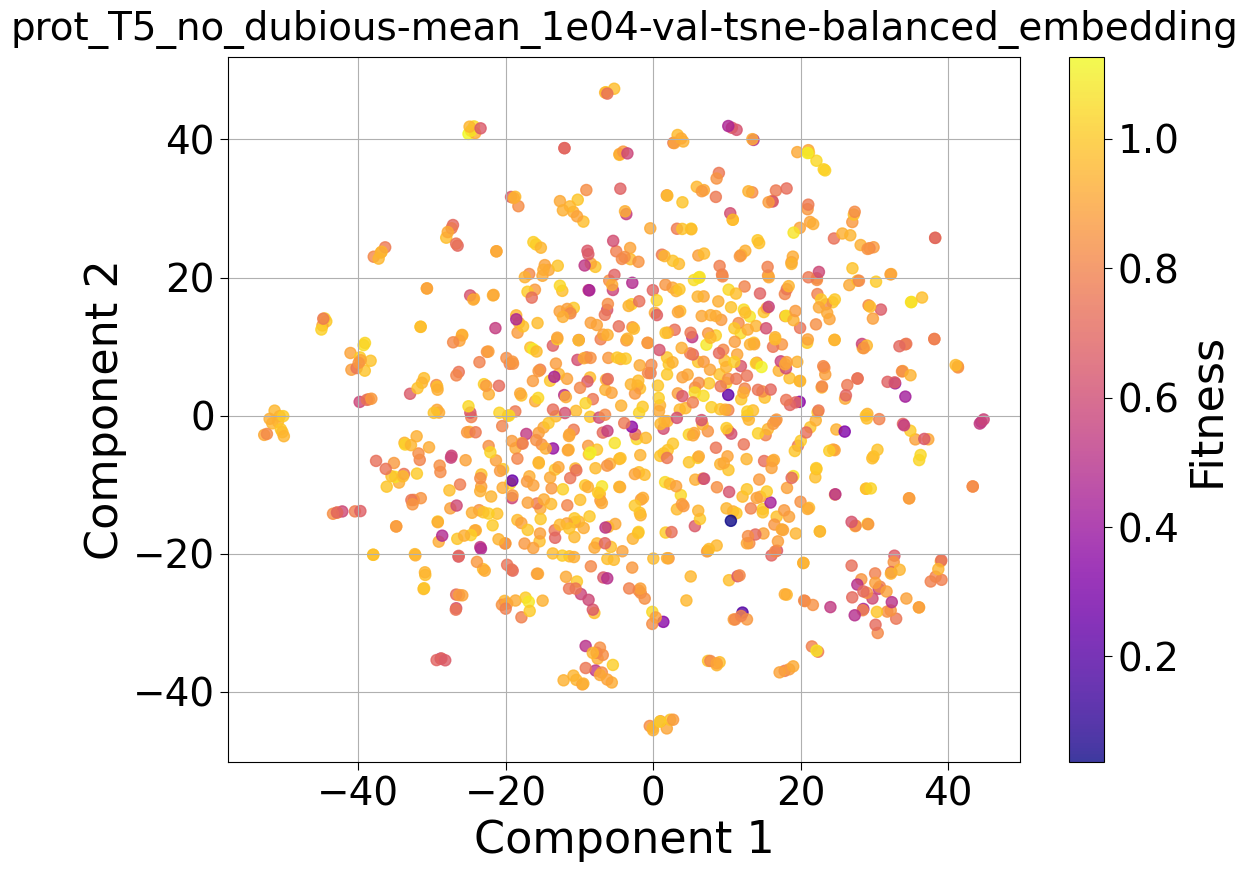 prot_T5_no_dubious-mean_1e04-val-tsne-balanced_embedding
40
20
0
−20
−40
Component 2
−40 −20 0 20 40
Component 1
1.0
0.8
0.6
0.4
0.2
Fitness